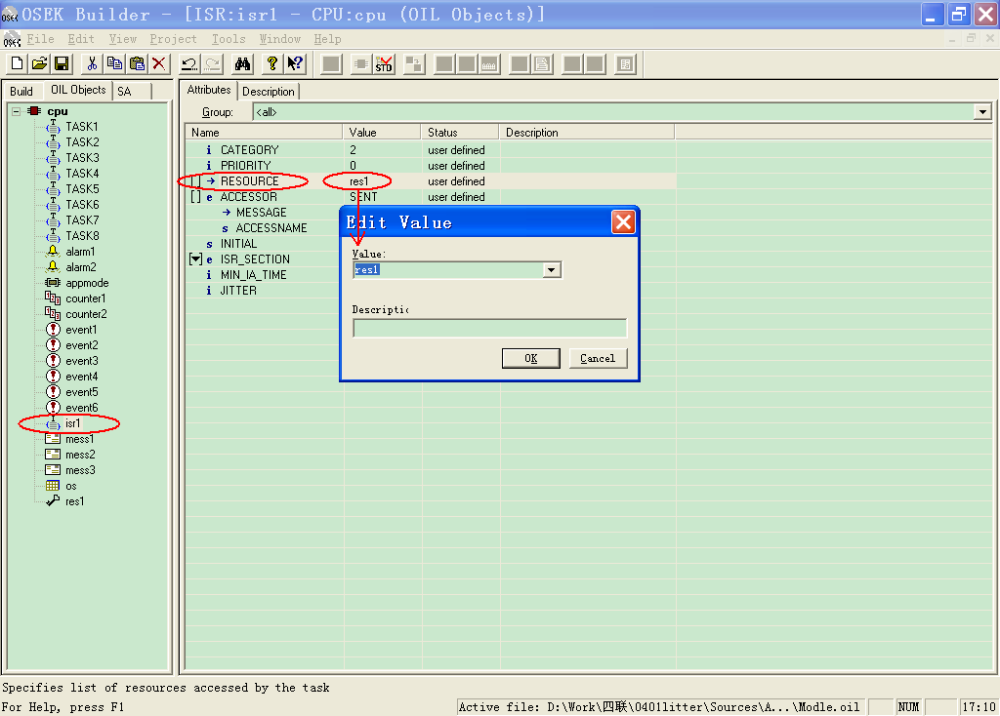 OSEK Builder - [ISR:isr1 - CPU:cpu (OIL Objects)]
File Edit View Project Tools Window Help
STD
Build OIL Objects SA
cpu
TASK1
TASK2
TASK3
TASK4
TASK5
TASK6
TASK7
TASK8
alarm1
alarm2
appmode
counter1
counter2
event1
event2
event3
event4
event5
event6
isr1
mess1
mess2
mess3
os
res1
Attributes Description
Group: <all>
Name Value Status Description
i CATEGORY 2 user defined
i PRIORITY 0 user defined
[ ] → RESOURCE res1 user defined
[ ] e ACCESSOR SENT user defined
→ MESSAGE
s ACCESSNAME
s INITIAL
e ISR_SECTION
i MIN_IA_TIME
i JITTER
Edit Value
Value:
res1
Descriptic
OK Cancel
Specifies list of resources accessed by the task
For Help, press F1
Active file: D:\Work\四联\0401litter\Sources\A...\Modle.oil NUM 17:10